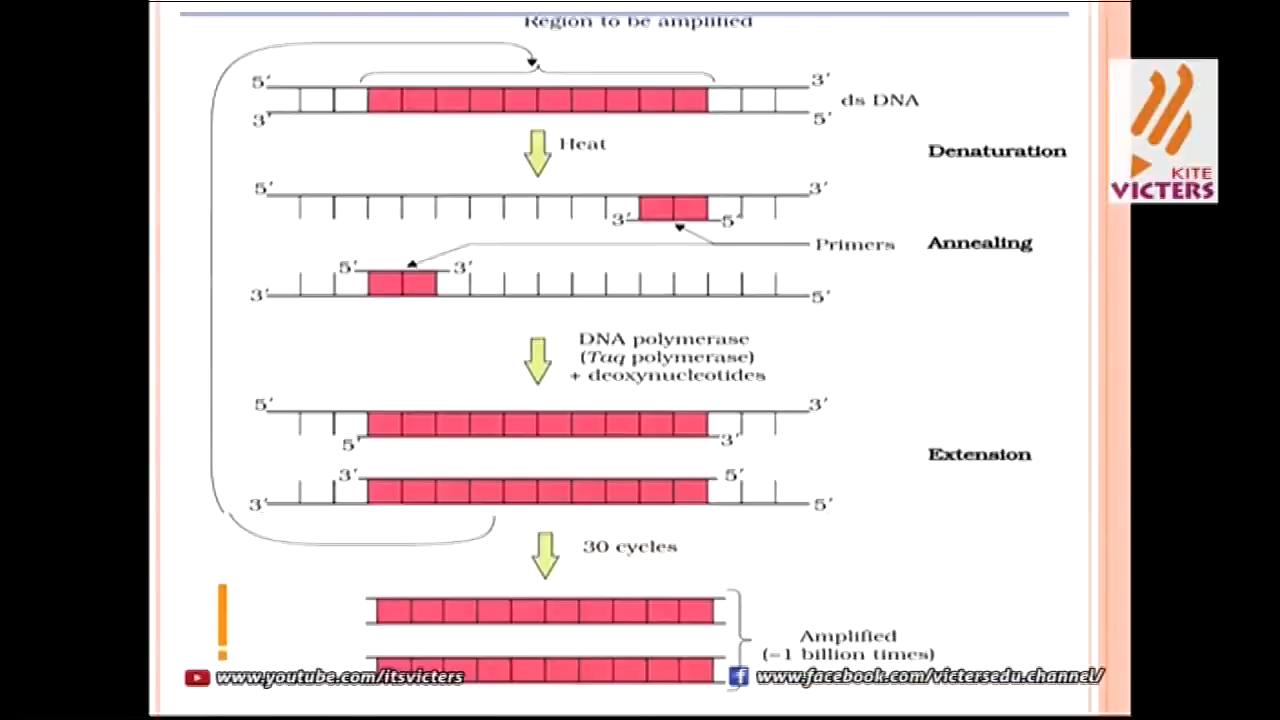 Region to be amplified
5′ 3′
ds DNA
3′ 5′
Heat
Denaturation
KITE
VICTERS
5′ 3′
3′ 5′
Primers Annealing
5′ 3′
3′ 5′
DNA polymerase
(Taq polymerase)
+ deoxynucleotides
5′ 3′
5′ 3′
Extension
3′ 5′
3′ 5′
30 cycles
!
Amplified
(~1 billion times)
www.youtube.com/itsvicters
www.facebook.com/victersedu.channel/